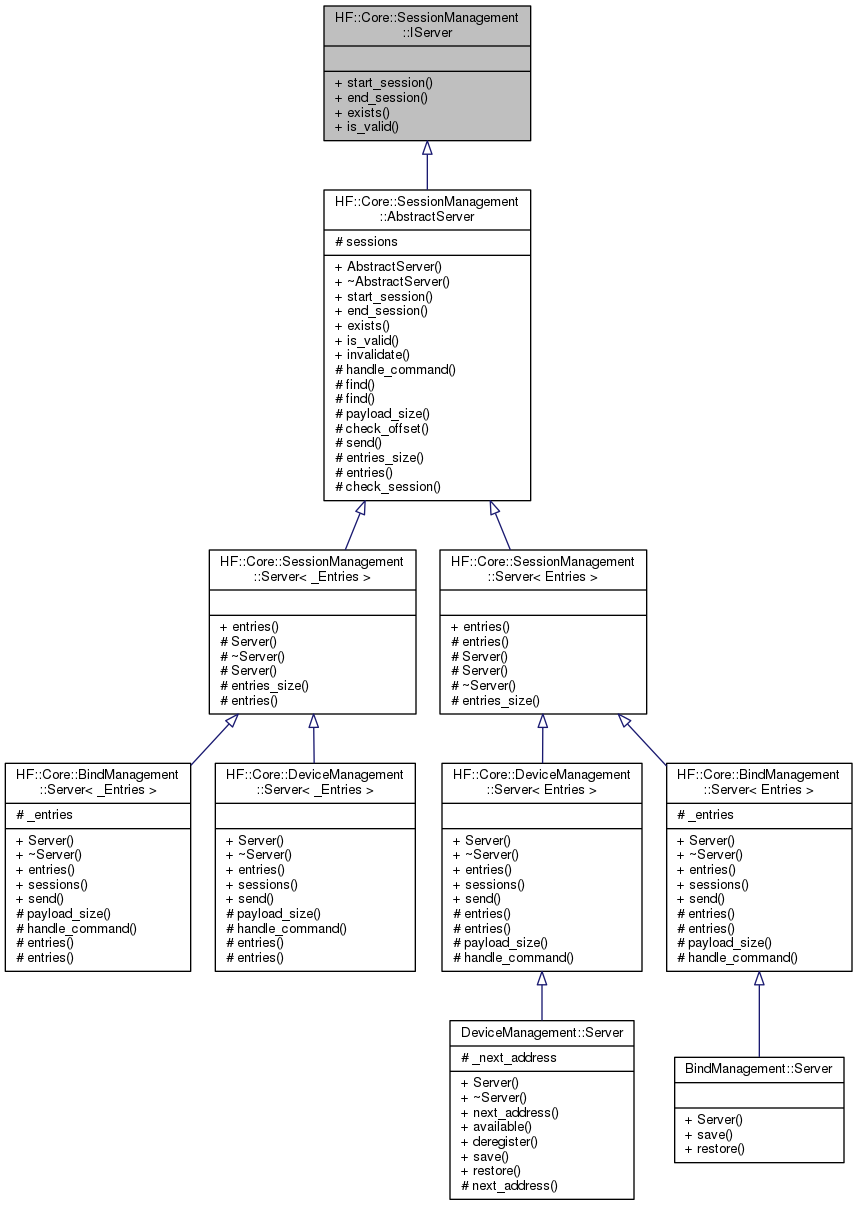 HF::Core::SessionManagement
::IServer
+ start_session()
+ end_session()
+ exists()
+ is_valid()
HF::Core::SessionManagement
::AbstractServer
# sessions
+ AbstractServer()
+ ~AbstractServer()
+ start_session()
+ end_session()
+ exists()
+ is_valid()
+ invalidate()
# handle_command()
# find()
# find()
# payload_size()
# check_offset()
# send()
# entries_size()
# entries()
# check_session()
HF::Core::SessionManagement
::Server< _Entries >
+ entries()
# Server()
# ~Server()
# Server()
# entries_size()
# entries()
HF::Core::SessionManagement
::Server< Entries >
+ entries()
# entries()
# Server()
# Server()
# ~Server()
# entries_size()
HF::Core::BindManagement
::Server< _Entries >
# _entries
+ Server()
+ ~Server()
+ entries()
+ sessions()
+ send()
# payload_size()
# handle_command()
# entries()
# entries()
HF::Core::DeviceManagement
::Server< _Entries >
+ Server()
+ ~Server()
+ entries()
+ sessions()
+ send()
# payload_size()
# handle_command()
# entries()
# entries()
HF::Core::DeviceManagement
::Server< Entries >
+ Server()
+ ~Server()
+ entries()
+ sessions()
+ send()
# entries()
# entries()
# payload_size()
# handle_command()
HF::Core::BindManagement
::Server< Entries >
# _entries
+ Server()
+ ~Server()
+ entries()
+ sessions()
+ send()
# entries()
# entries()
# payload_size()
# handle_command()
DeviceManagement::Server
# _next_address
+ Server()
+ ~Server()
+ next_address()
+ available()
+ deregister()
+ save()
+ restore()
# next_address()
BindManagement::Server
+ Server()
+ save()
+ restore()